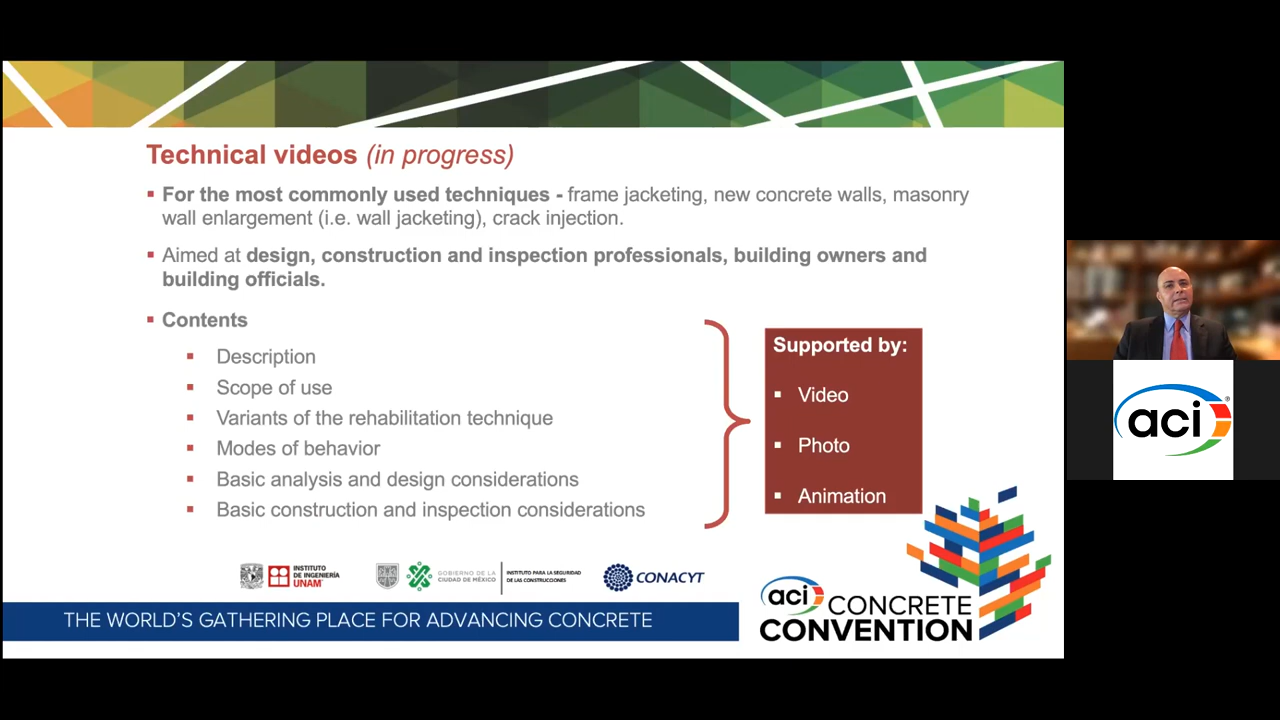 Technical videos (in progress)
▪ For the most commonly used techniques - frame jacketing, new concrete walls, masonry
wall enlargement (i.e. wall jacketing), crack injection.
▪ Aimed at design, construction and inspection professionals, building owners and
building officials.
▪ Contents
▪ Description
▪ Scope of use
▪ Variants of the rehabilitation technique
▪ Modes of behavior
▪ Basic analysis and design considerations
▪ Basic construction and inspection considerations
Supported by:
▪ Video
▪ Photo
▪ Animation
INSTITUTO
DE INGENIERÍA
UNAM
GOBIERNO DE LA
CIUDAD DE MÉXICO
INSTITUTO PARA LA SEGURIDAD
DE LAS CONSTRUCCIONES
CONACYT
THE WORLD'S GATHERING PLACE FOR ADVANCING CONCRETE
aci CONCRETE
CONVENTION
aci®